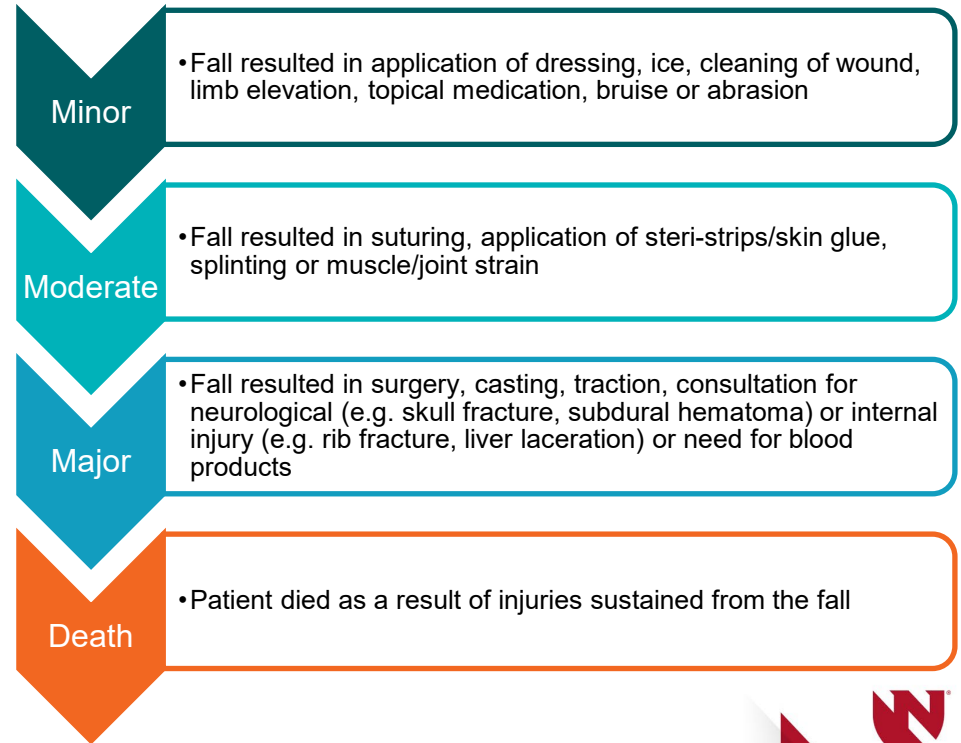 Minor
•Fall resulted in application of dressing, ice, cleaning of wound,
limb elevation, topical medication, bruise or abrasion
Moderate
•Fall resulted in suturing, application of steri-strips/skin glue,
splinting or muscle/joint strain
Major
•Fall resulted in surgery, casting, traction, consultation for
neurological (e.g. skull fracture, subdural hematoma) or internal
injury (e.g. rib fracture, liver laceration) or need for blood
products
Death
•Patient died as a result of injuries sustained from the fall
N
®